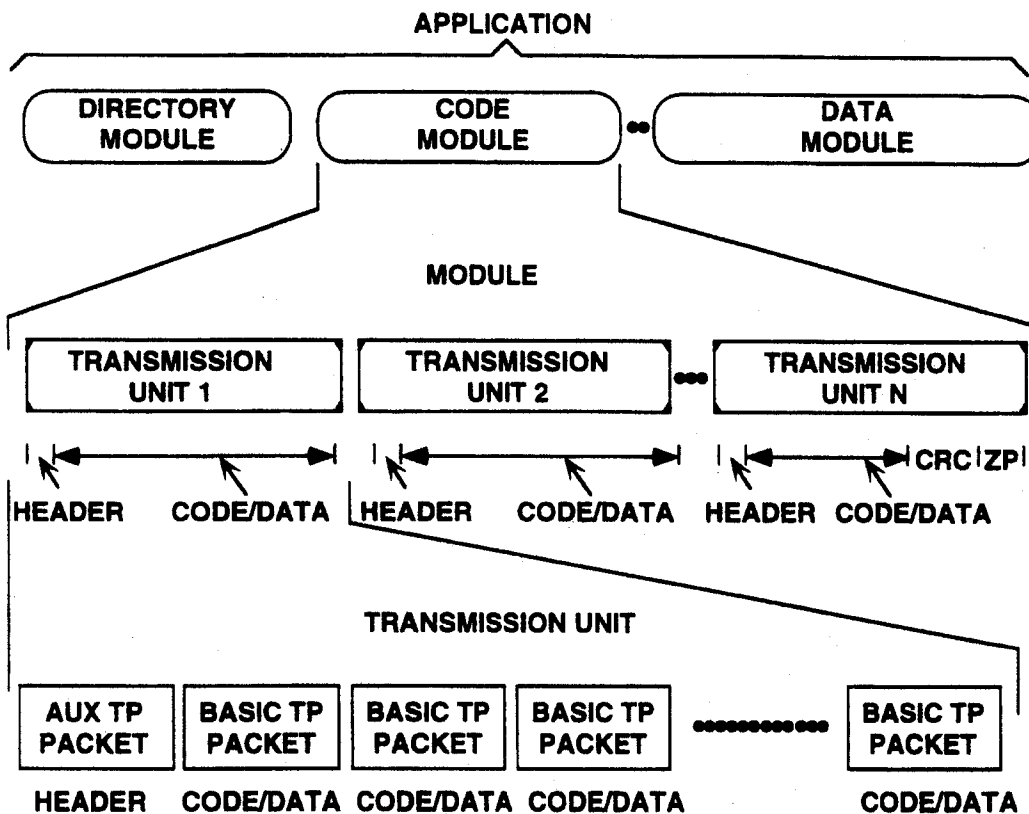 APPLICATION
DIRECTORY MODULE
CODE MODULE
DATA MODULE
MODULE
TRANSMISSION UNIT 1
TRANSMISSION UNIT 2
TRANSMISSION UNIT N
HEADER
CODE/DATA
HEADER
CODE/DATA
HEADER
CODE/DATA
CRC
ZP
TRANSMISSION UNIT
AUX TP PACKET
BASIC TP PACKET
BASIC TP PACKET
BASIC TP PACKET
BASIC TP PACKET
HEADER
CODE/DATA
CODE/DATA
CODE/DATA
CODE/DATA